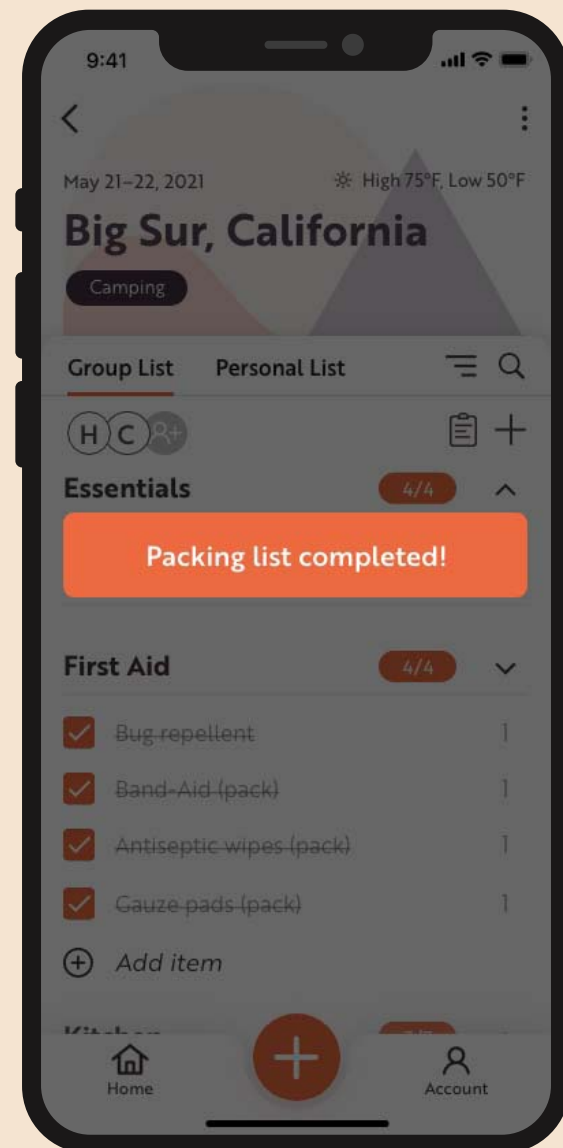 9:41
May 21–22, 2021 High 75°F, Low 50°F
Big Sur, California
Camping
Group List Personal List
H C
Essentials 4/4
Packing list completed!
First Aid 4/4
Bug repellent 1
Band-Aid (pack) 1
Antiseptic wipes (pack) 1
Gauze pads (pack) 1
Add item
Kitchen
Home Account